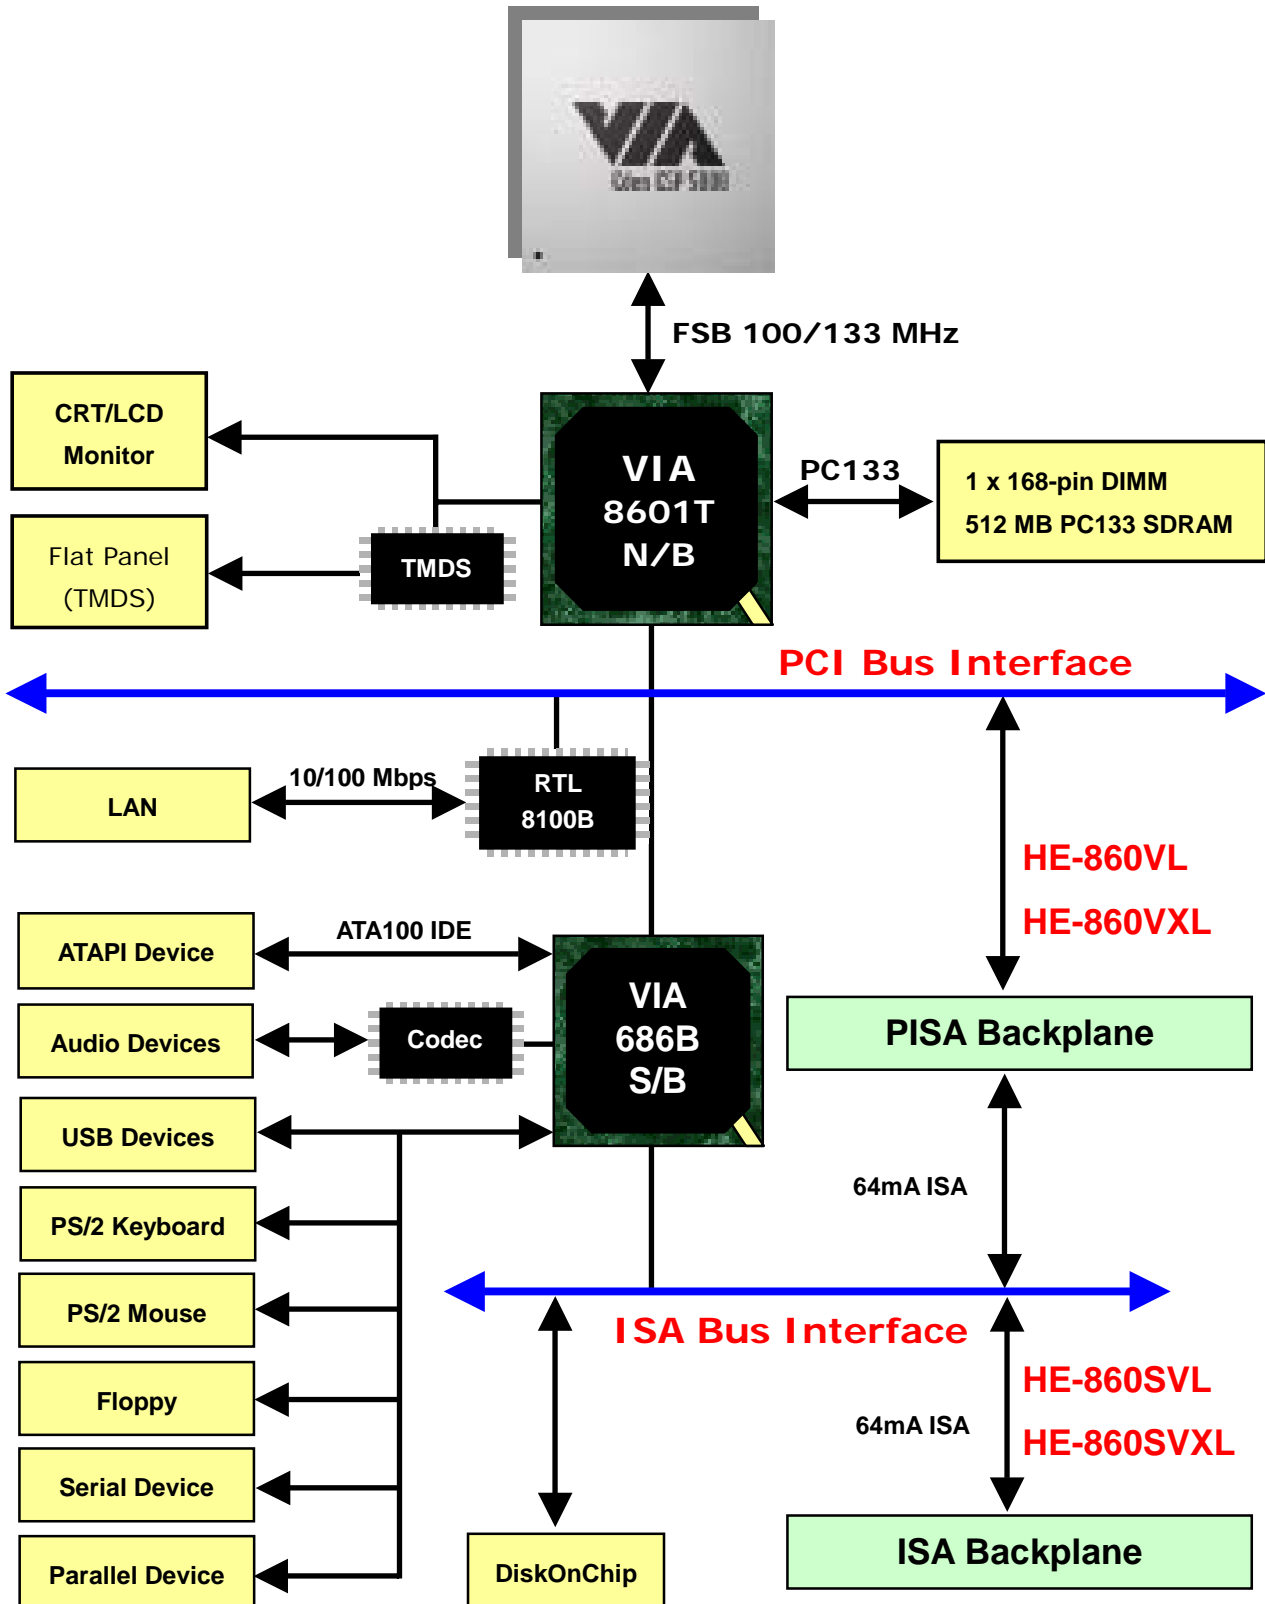 VIA
FSB 100/133 MHz
CRT/LCD
Monitor
Flat Panel
(TMDS)
TMDS
VIA
8601T
N/B
PC133
1 x 168-pin DIMM
512 MB PC133 SDRAM
PCI Bus Interface
LAN
10/100 Mbps
RTL
8100B
HE-860VL
HE-860VXL
ATAPI Device
ATA100 IDE
Audio Devices
Codec
VIA
686B
S/B
PISA Backplane
USB Devices
PS/2 Keyboard
64mA ISA
PS/2 Mouse
ISA Bus Interface
Floppy
HE-860SVL
64mA ISA
HE-860SVXL
Serial Device
Parallel Device
DiskOnChip
ISA Backplane